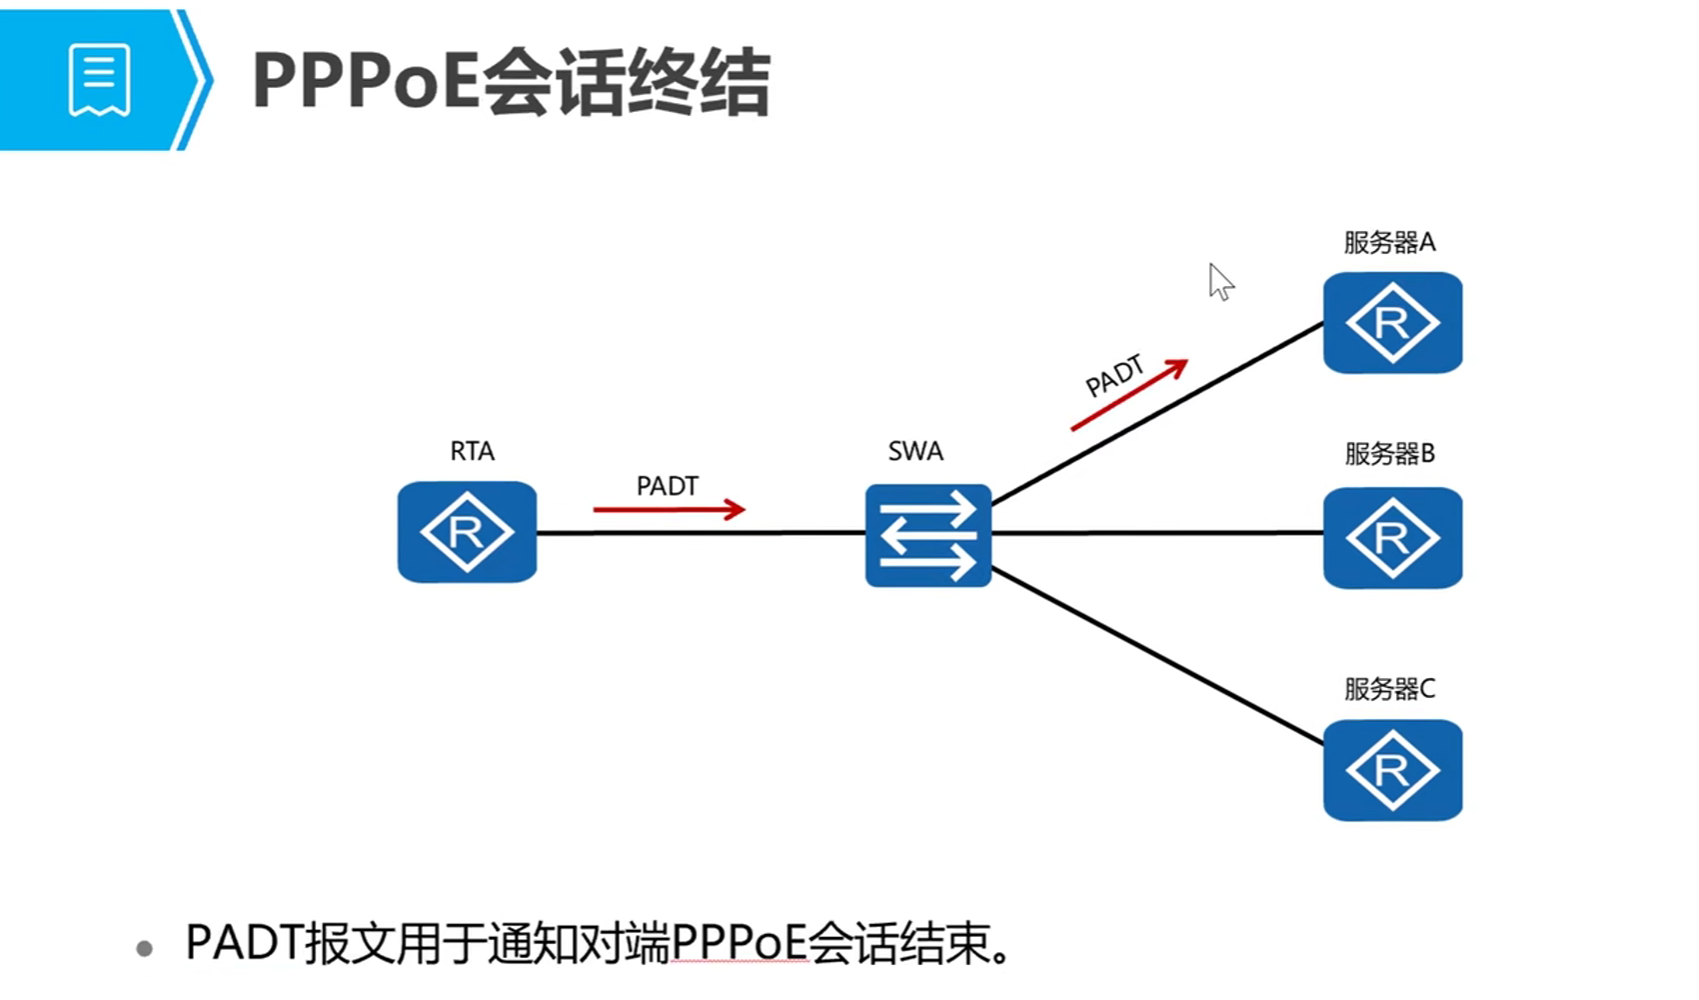 PPPoE会话终结
服务器A
PADT
RTA
PADT
SWA
服务器B
服务器C
R
R
R
R
PADT报文用于通知对端PPPoE会话结束。